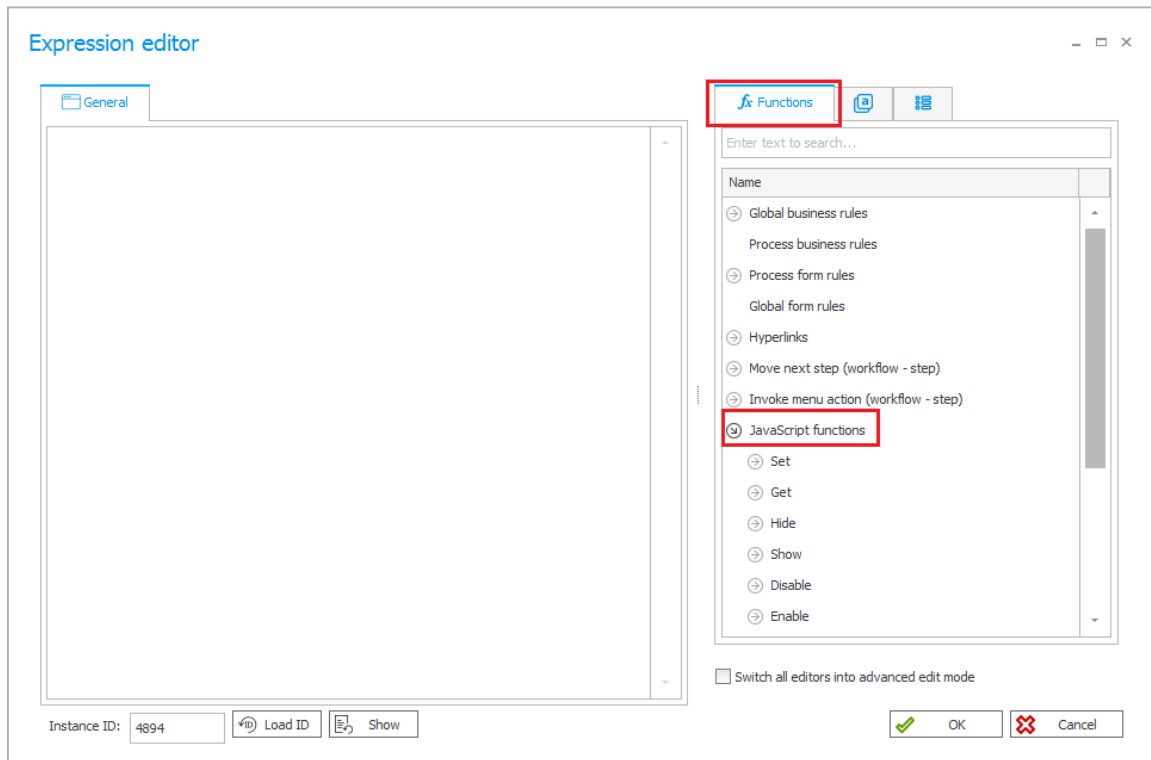 Expression editor
General
fx Functions
Enter text to search...
Name
Global business rules
Process business rules
Process form rules
Global form rules
Hyperlinks
Move next step (workflow - step)
Invoke menu action (workflow - step)
JavaScript functions
Set
Get
Hide
Show
Disable
Enable
Switch all editors into advanced edit mode
Instance ID: 4894 Load ID Show OK Cancel